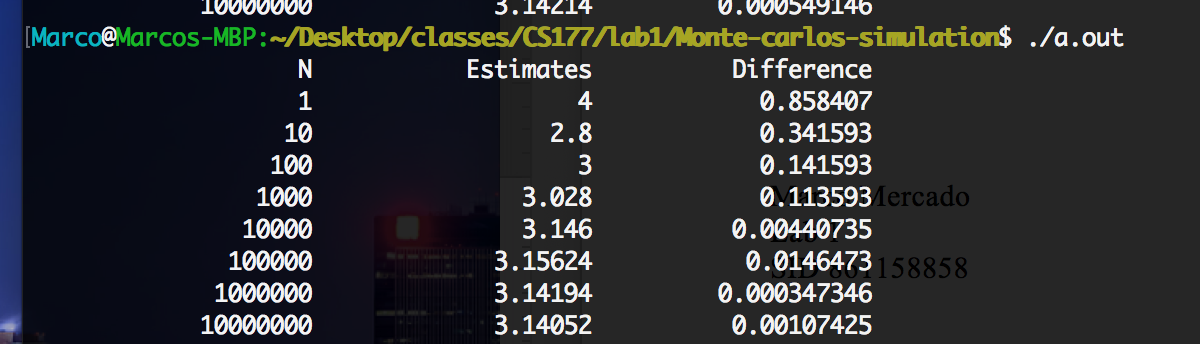 10000000 3.14214 0.000549146
[Marco@Marcos-MBP:~/Desktop/classes/CS177/lab1/Monte-carlos-simulation$ ./a.out
N Estimates Difference
1 4 0.858407
10 2.8 0.341593
100 3 0.141593
1000 3.028 0.113593
Mercado
10000 3.146 0.00440735
100000 3.15624 0.0146473
SID 861158858
1000000 3.14194 0.000347346
10000000 3.14052 0.00107425